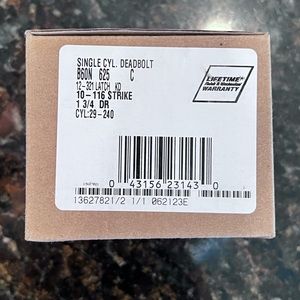 SINGLE CYL. DEADBOLT
B60N 625 C
12-321 LATCH KD
10-116 STRIKE
1 3/4 DR
CYL:29-240
LIFETIME
WARRANTY
0 43156 23143 0
13627821/2 1/1 062123E